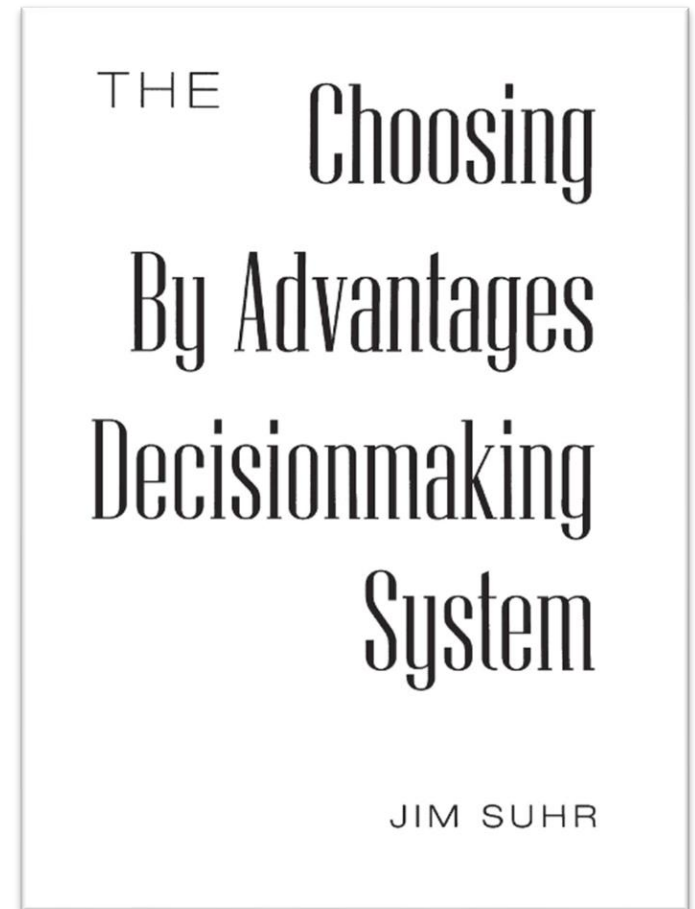 THE
Choosing
By Advantages
Decisionmaking
System
JIM SUHR